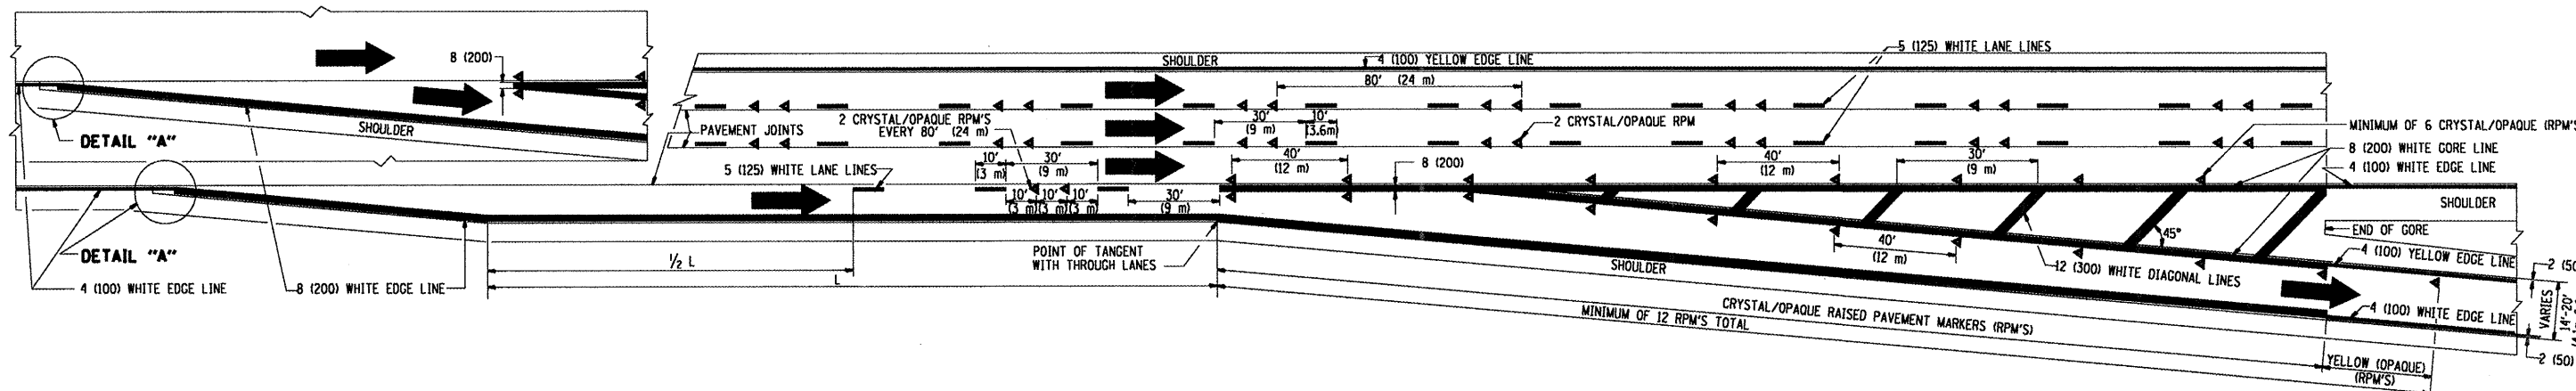 8 (200)
SHOULDER
DETAIL "A"
SHOULDER
4 (100) YELLOW EDGE LINE
5 (125) WHITE LANE LINES
80' (24 m)
2 CRYSTAL/OPAQUE RPM'S
EVERY 80' (24 m)
PAVEMENT JOINTS
30'
(9 m)
10'
(3.6m)
2 CRYSTAL/OPAQUE RPM
MINIMUM OF 6 CRYSTAL/OPAQUE (RPM'S
8 (200) WHITE GORE LINE
4 (100) WHITE EDGE LINE
5 (125) WHITE LANE LINES
10'
(3 m)
30'
(9 m)
40'
(12 m)
8 (200)
40'
(12 m)
30'
(9 m)
10'
(3 m)
10'
(3 m)
10'
(3 m)
30'
(9 m)
SHOULDER
DETAIL "A"
4 (100) WHITE EDGE LINE
8 (200) WHITE EDGE LINE
1/2 L
L
POINT OF TANGENT
WITH THROUGH LANES
SHOULDER
40'
(12 m)
45°
12 (300) WHITE DIAGONAL LINES
END OF GORE
4 (100) YELLOW EDGE LINE
2 (50
VARIES
14'-20'
4 (100) WHITE EDGE LINE
2 (50)
CRYSTAL/OPAQUE RAISED PAVEMENT MARKERS (RPM'S)
MINIMUM OF 12 RPM'S TOTAL
YELLOW (OPAQUE)
(RPM'S)